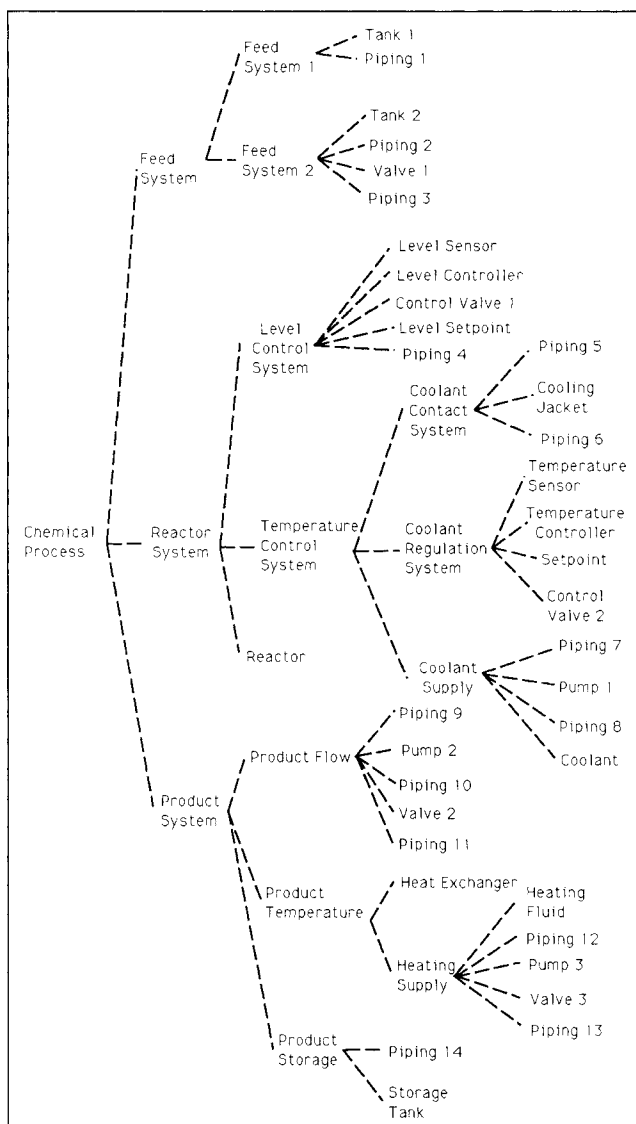 Tank 1
Feed
System 1
Piping 1
Tank 2
Piping 2
Feed
System
Feed
System 2
Valve 1
Piping 3
Level Sensor
Level Controller
Control Valve 1
Level
Control
System
Level Setpoint
Piping 4
Piping 5
Coolant
Contact
System
Cooling
Jacket
Piping 6
Temperature
Sensor
Chemical
Process
Reactor
System
Temperature
Control
System
Coolant
Regulation
System
Temperature
Controller
Setpoint
Control
Valve 2
Reactor
Coolant
Supply
Piping 7
Pump 1
Piping 8
Coolant
Piping 9
Product Flow
Pump 2
Piping 10
Product
System
Valve 2
Piping 11
Product
Temperature
Heat Exchanger
Heating
Fluid
Piping 12
Heating
Supply
Pump 3
Valve 3
Piping 13
Product
Storage
Piping 14
Storage
Tank